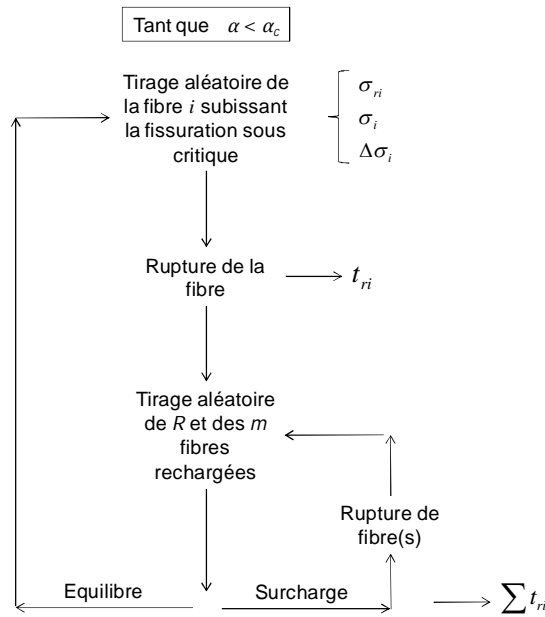 Tant que α < α_c
Tirage aléatoire de
la fibre i subissant
la fissuration sous
critique
σ_ri
σ_i
Δσ_i
Rupture de la
fibre
t_ri
Tirage aléatoire
de R et des m
fibres
rechargées
Rupture de
fibre(s)
Equilibre
Surcharge
∑ t_ri